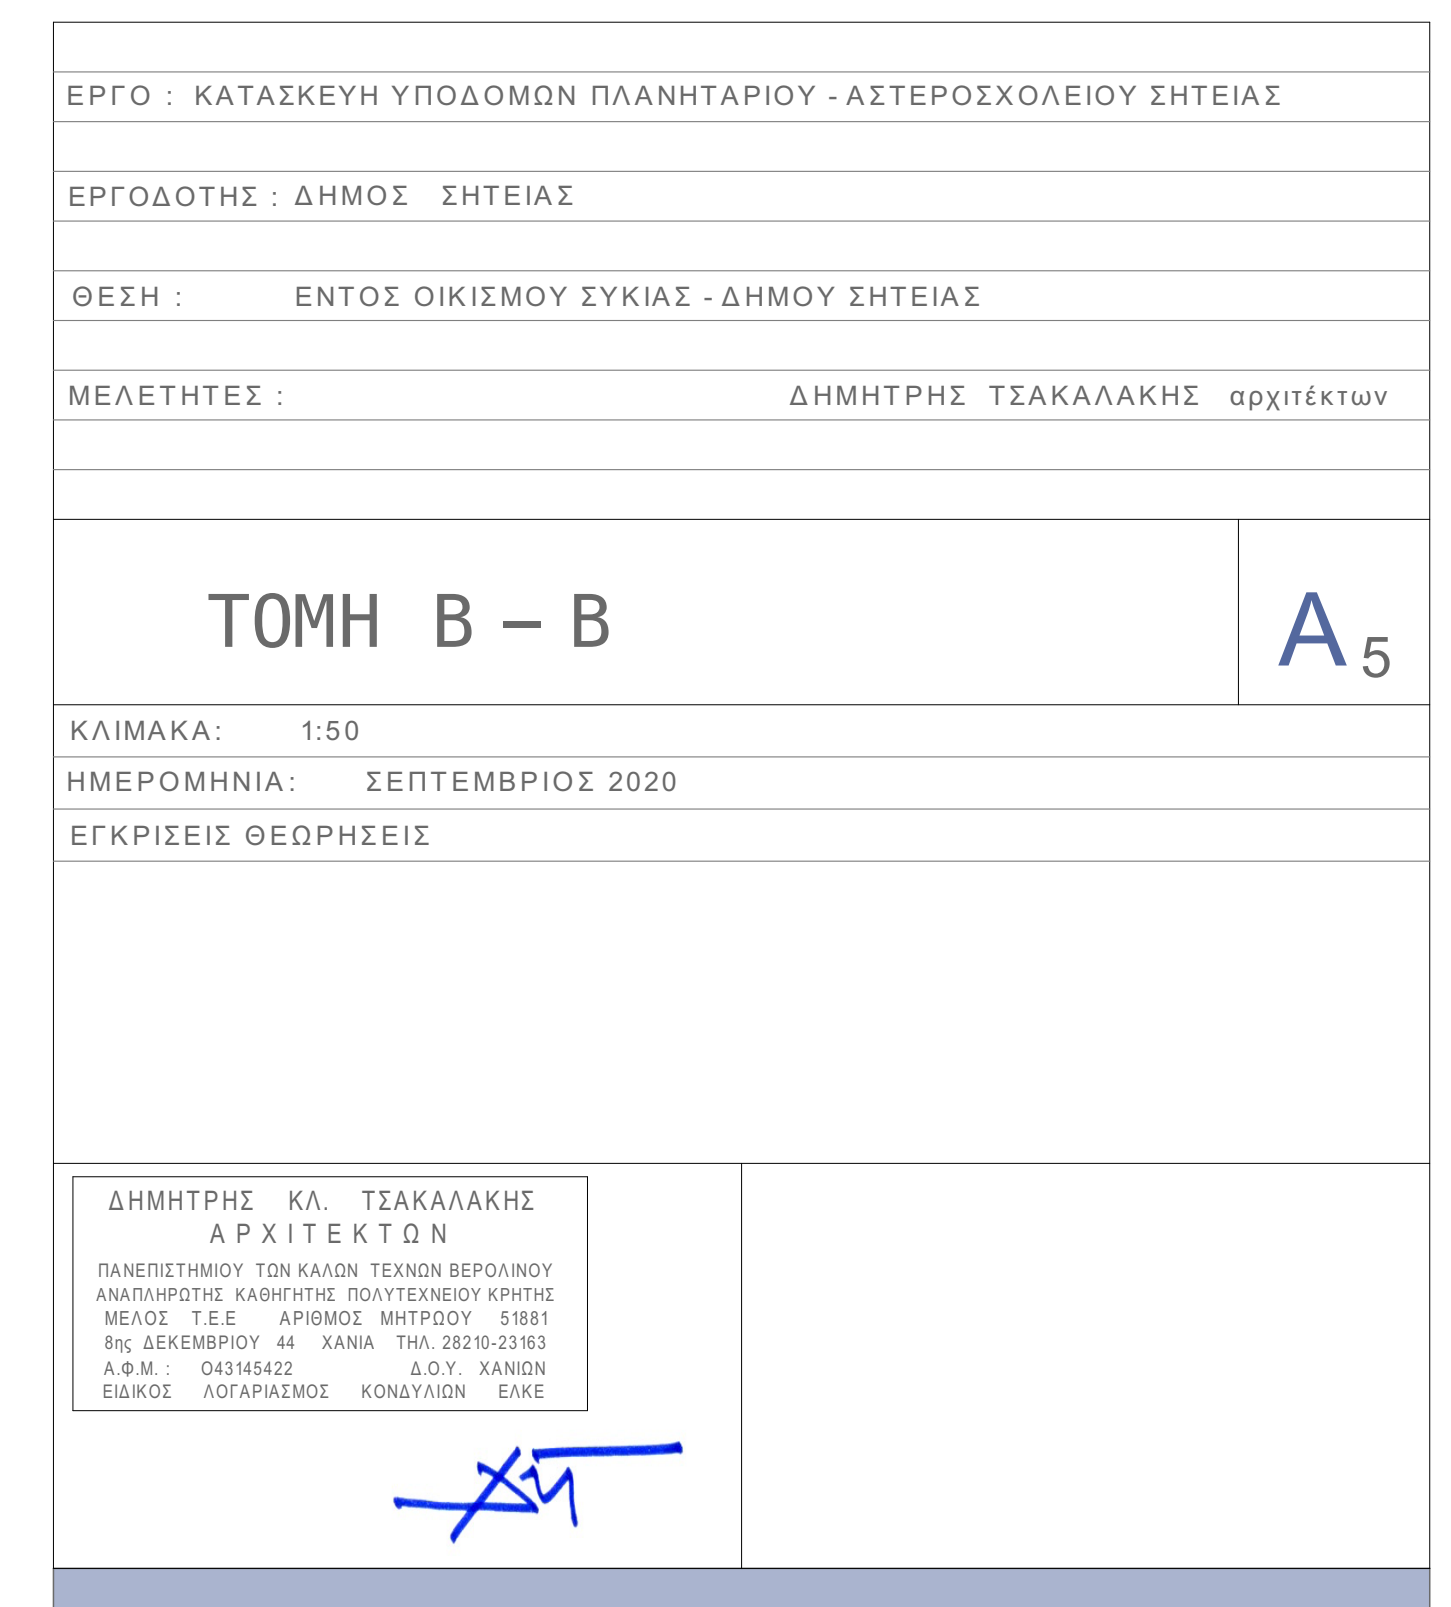 ΕΡΓΟ : ΚΑΤΑΣΚΕΥΗ ΥΠΟΔΟΜΩΝ ΠΛΑΝΗΤΑΡΙΟΥ - ΑΣΤΕΡΟΣΧΟΛΕΙΟΥ ΣΗΤΕΙΑΣ
ΕΡΓΟΔΟΤΗΣ : ΔΗΜΟΣ ΣΗΤΕΙΑΣ
ΘΕΣΗ : ΕΝΤΟΣ ΟΙΚΙΣΜΟΥ ΣΥΚΙΑΣ - ΔΗΜΟΥ ΣΗΤΕΙΑΣ
ΜΕΛΕΤΗΤΕΣ : ΔΗΜΗΤΡΗΣ ΤΣΑΚΑΛΑΚΗΣ αρχιτέκτων
ΤΟΜΗ Β – Β
Α 5
ΚΛΙΜΑΚΑ: 1:50
ΗΜΕΡΟΜΗΝΙΑ: ΣΕΠΤΕΜΒΡΙΟΣ 2020
ΕΓΚΡΙΣΕΙΣ ΘΕΩΡΗΣΕΙΣ
ΔΗΜΗΤΡΗΣ ΚΛ. ΤΣΑΚΑΛΑΚΗΣ
ΑΡΧΙΤΕΚΤΩΝ
ΠΑΝΕΠΙΣΤΗΜΙΟΥ ΤΩΝ ΚΑΛΩΝ ΤΕΧΝΩΝ ΒΕΡΟΛΙΝΟΥ
ΑΝΑΠΛΗΡΩΤΗΣ ΚΑΘΗΓΗΤΗΣ ΠΟΛΥΤΕΧΝΕΙΟΥ ΚΡΗΤΗΣ
ΜΕΛΟΣ Τ.Ε.Ε ΑΡΙΘΜΟΣ ΜΗΤΡΩΟΥ 51881
8ης ΔΕΚΕΜΒΡΙΟΥ 44 ΧΑΝΙΑ ΤΗΛ. 28210-23163
Α.Φ.Μ. : Ο43145422 Δ.Ο.Υ. ΧΑΝΙΩΝ
ΕΙΔΙΚΟΣ ΛΟΓΑΡΙΑΣΜΟΣ ΚΟΝΔΥΛΙΩΝ ΕΛΚΕ